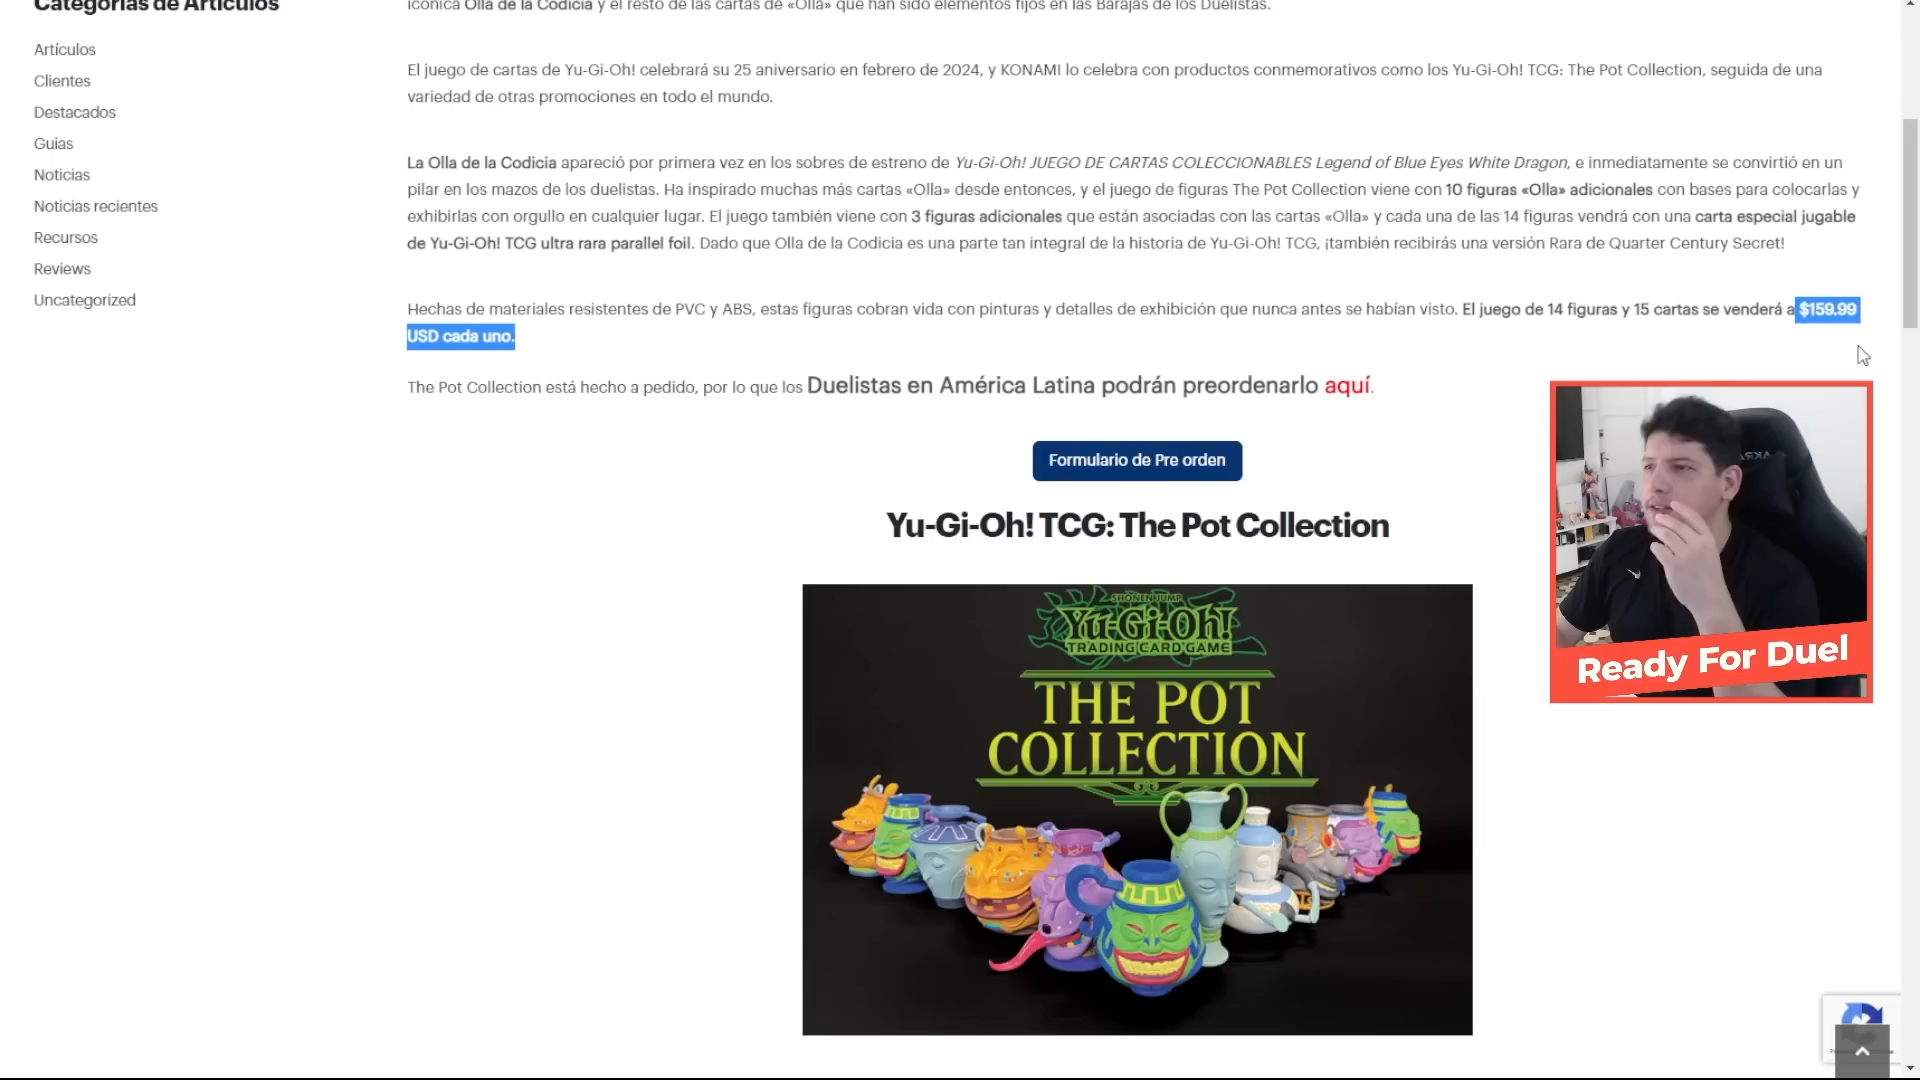 Categorías de Artículos
Artículos
Clientes
Destacados
Guias
Noticias
Noticias recientes
Recursos
Reviews
Uncategorized
icónica Olla de la Codicia y el resto de las cartas de «Olla» que han sido elementos fijos en las Barajas de los Duelistas.
El juego de cartas de Yu-Gi-Oh! celebrará su 25 aniversario en febrero de 2024, y KONAMI lo celebra con productos conmemorativos como los Yu-Gi-Oh! TCG: The Pot Collection, seguida de una
variedad de otras promociones en todo el mundo.
La Olla de la Codicia apareció por primera vez en los sobres de estreno de Yu-Gi-Oh! JUEGO DE CARTAS COLECCIONABLES Legend of Blue Eyes White Dragon, e inmediatamente se convirtió en un
pilar en los mazos de los duelistas. Ha inspirado muchas más cartas «Olla» desde entonces, y el juego de figuras The Pot Collection viene con 10 figuras «Olla» adicionales con bases para colocarlas y
exhibirlas con orgullo en cualquier lugar. El juego también viene con 3 figuras adicionales que están asociadas con las cartas «Olla» y cada una de las 14 figuras vendrá con una carta especial jugable
de Yu-Gi-Oh! TCG ultra rara parallel foil. Dado que Olla de la Codicia es una parte tan integral de la historia de Yu-Gi-Oh! TCG, ¡también recibirás una versión Rara de Quarter Century Secret!
Hechas de materiales resistentes de PVC y ABS, estas figuras cobran vida con pinturas y detalles de exhibición que nunca antes se habían visto. El juego de 14 figuras y 15 cartas se venderá a $159.99
USD cada uno.
The Pot Collection está hecho a pedido, por lo que los Duelistas en América Latina podrán preordenarlo aquí.
Formulario de Pre orden
Yu-Gi-Oh! TCG: The Pot Collection
SHONEN JUMP
Yu-Gi-Oh!
TRADING CARD GAME
THE POT
COLLECTION
Ready For Duel